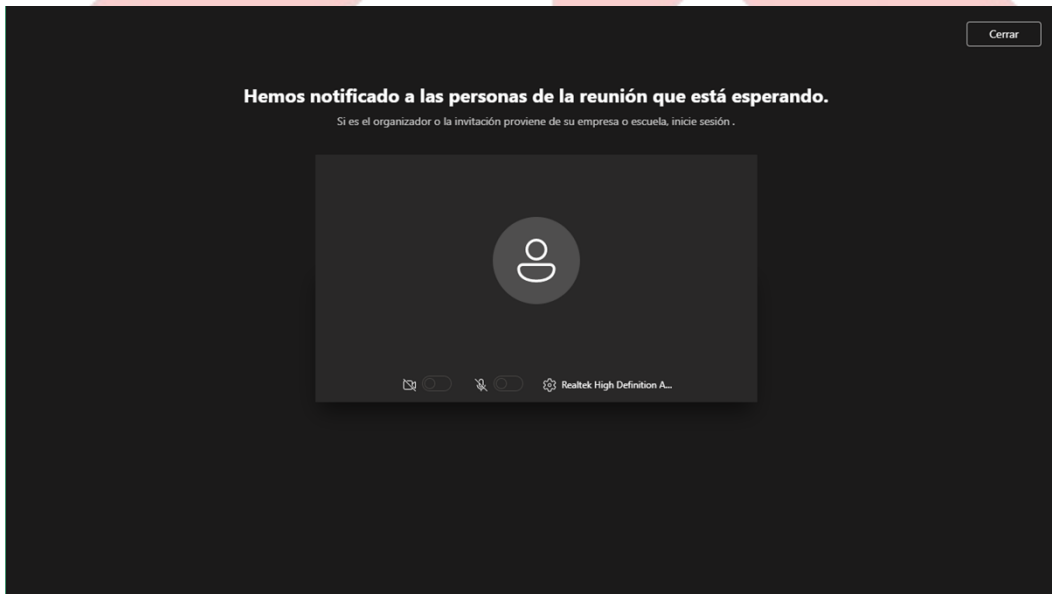 Cerrar
Hemos notificado a las personas de la reunión que está esperando.
Si es el organizador o la invitación proviene de su empresa o escuela, inicie sesión .
Realtek High Definition A...